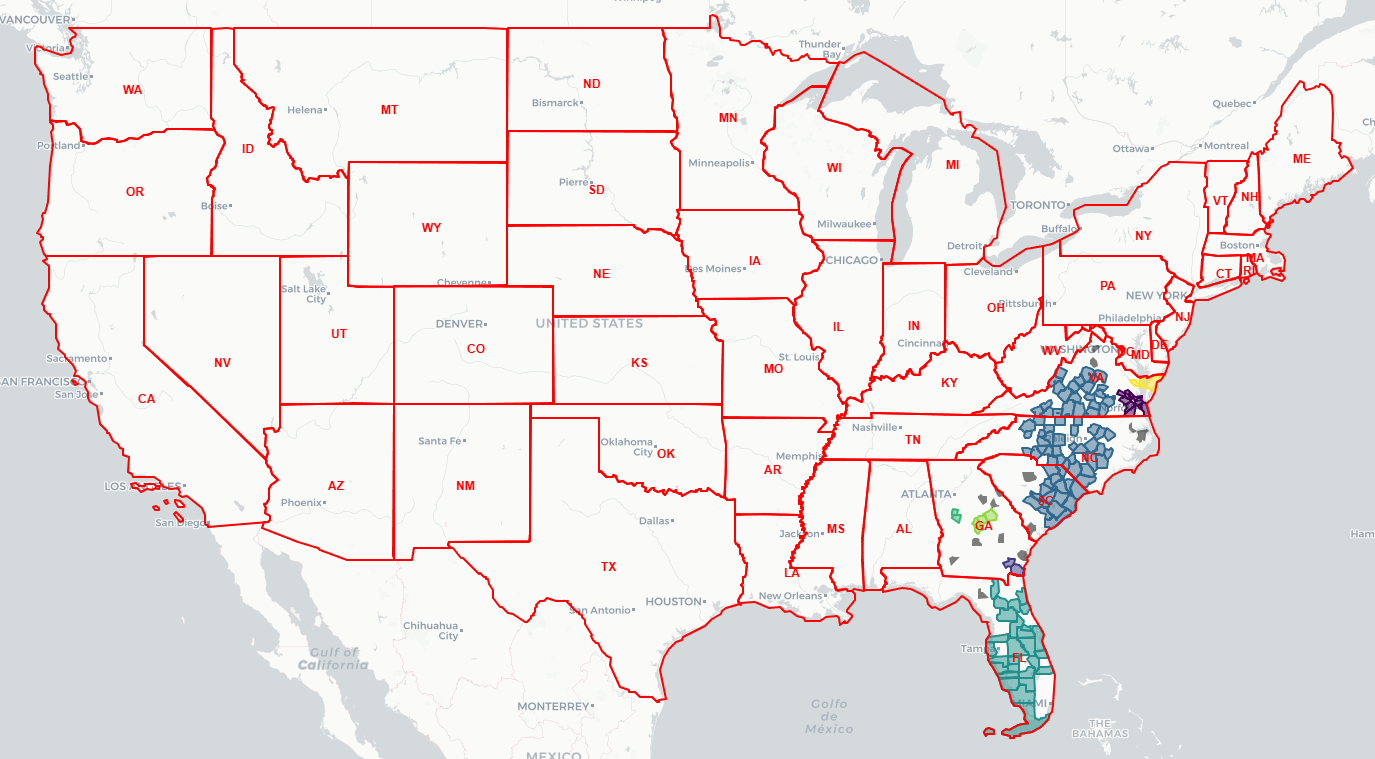 VANCOUVER
Victoria
Seattle
WA
Portland
OR
ID
Boise
Helena
MT
ND
Bismarck
MN
Minneapolis
Thunder
Bay
WI
MI
Milwaukee
Pierre
SD
WY
Cheyenne
NE
IA
Des Moines
CHICAGO
Detroit
Cleveland
TORONTO
Buffalo
Ottawa
Montreal
Quebec
ME
VT
NH
NY
Boston
MA
CT
RI
PA
NEW YORK
Pittsburgh
Philadelphia
NJ
OH
IN
IL
Salt Lake
City
UT
NV
Sacramento
SAN FRANCISCO
San Jose
CA
DENVER
CO
UNITED STATES
KS
MO
St. Louis
Cincinna
KY
WV
WASHINGTON
DC
MD
DE
VA
LOS ANGELES
San Diego
AZ
Phoenix
Santa Fe
NM
Oklahoma
City
OK
AR
Memphis
Nashville
TN
NC
SC
ATLANTA
GA
AL
MS
Jackson
LA
New Orleans
Dallas
TX
HOUSTON
San Antonio
Chihuahua
City
Gulf of
California
MONTERREY
MEXICO
Golfo
de
México
Tampa
FL
MIAMI
THE
BAHAMAS
Ham
Ch